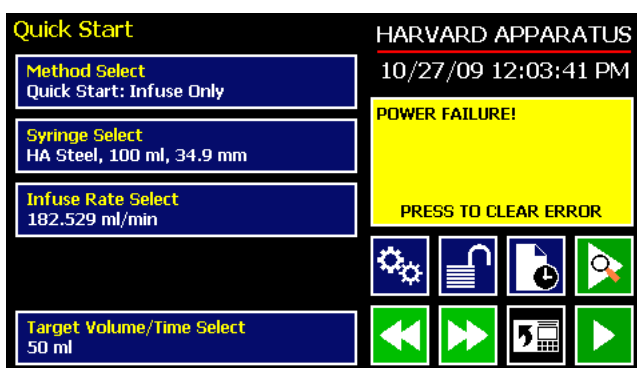 Quick Start
Method Select
Quick Start: Infuse Only
Syringe Select
HA Steel, 100 ml, 34.9 mm
Infuse Rate Select
182.529 ml/min
Target Volume/Time Select
50 ml
HARVARD APPARATUS
10/27/09 12:03:41 PM
POWER FAILURE!
PRESS TO CLEAR ERROR